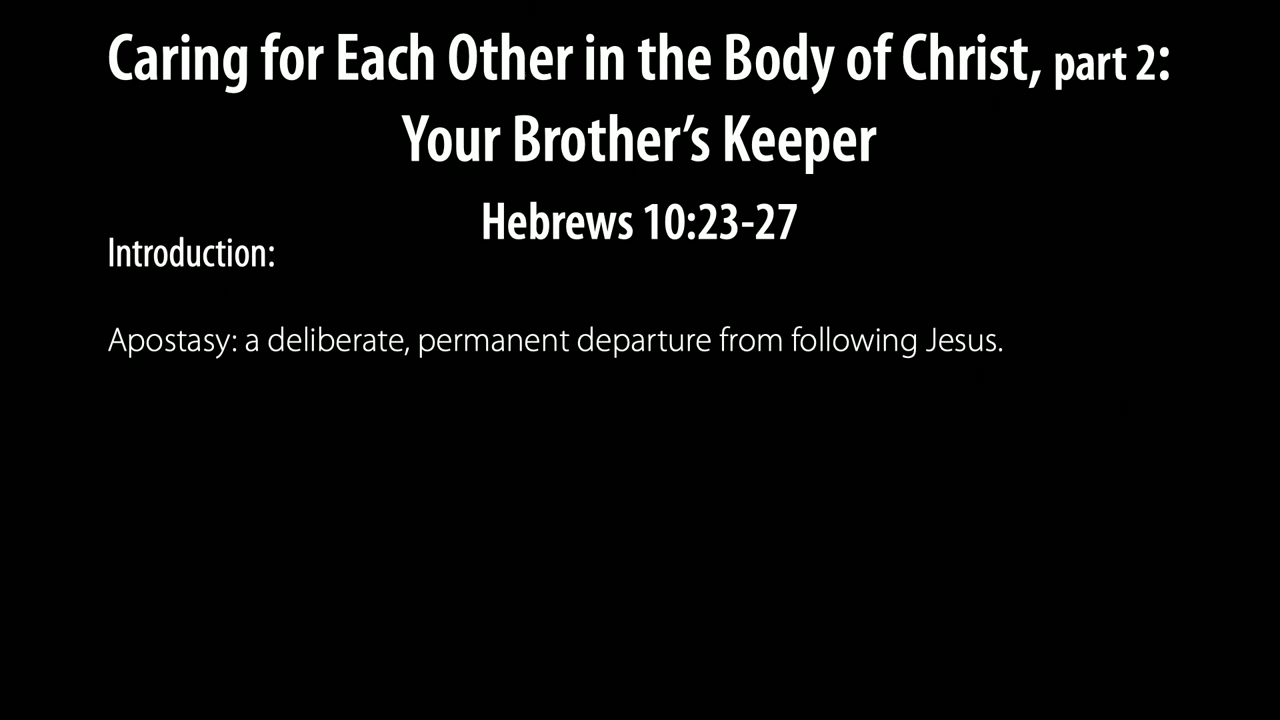 Caring for Each Other in the Body of Christ, part 2:
Your Brother’s Keeper
Hebrews 10:23-27
Introduction:
Apostasy: a deliberate, permanent departure from following Jesus.